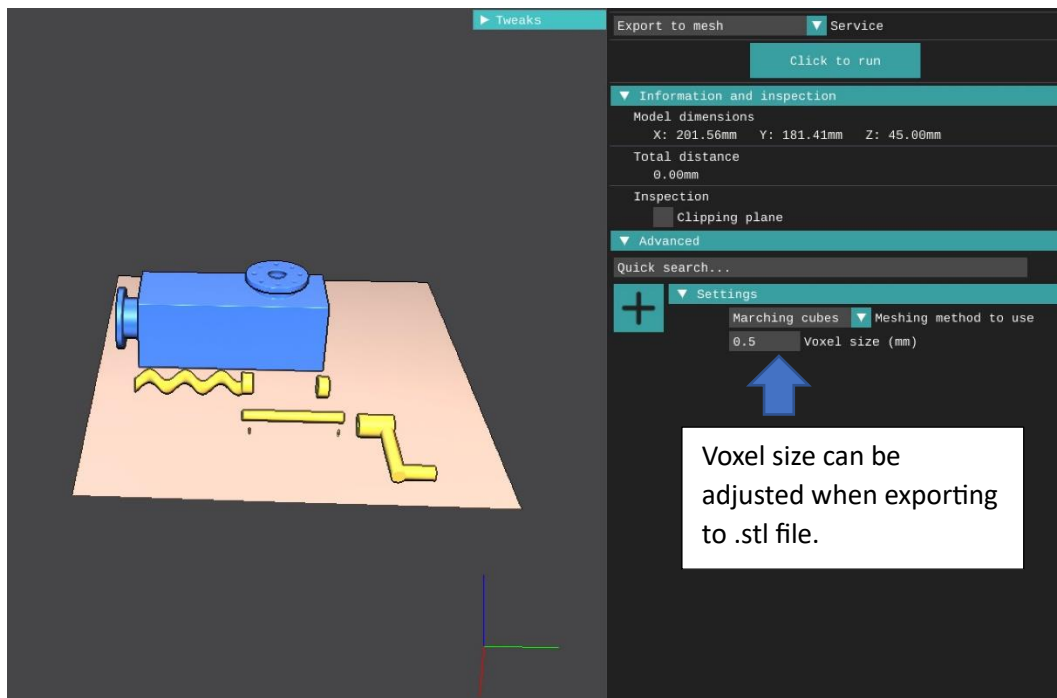 Tweaks
Export to mesh Service
Click to run
Information and inspection
Model dimensions
X: 201.56mm Y: 181.41mm Z: 45.00mm
Total distance
0.00mm
Inspection
Clipping plane
Advanced
Quick search...
Settings
Marching cubes Meshing method to use
0.5 Voxel size (mm)
Voxel size can be
adjusted when exporting
to .stl file.